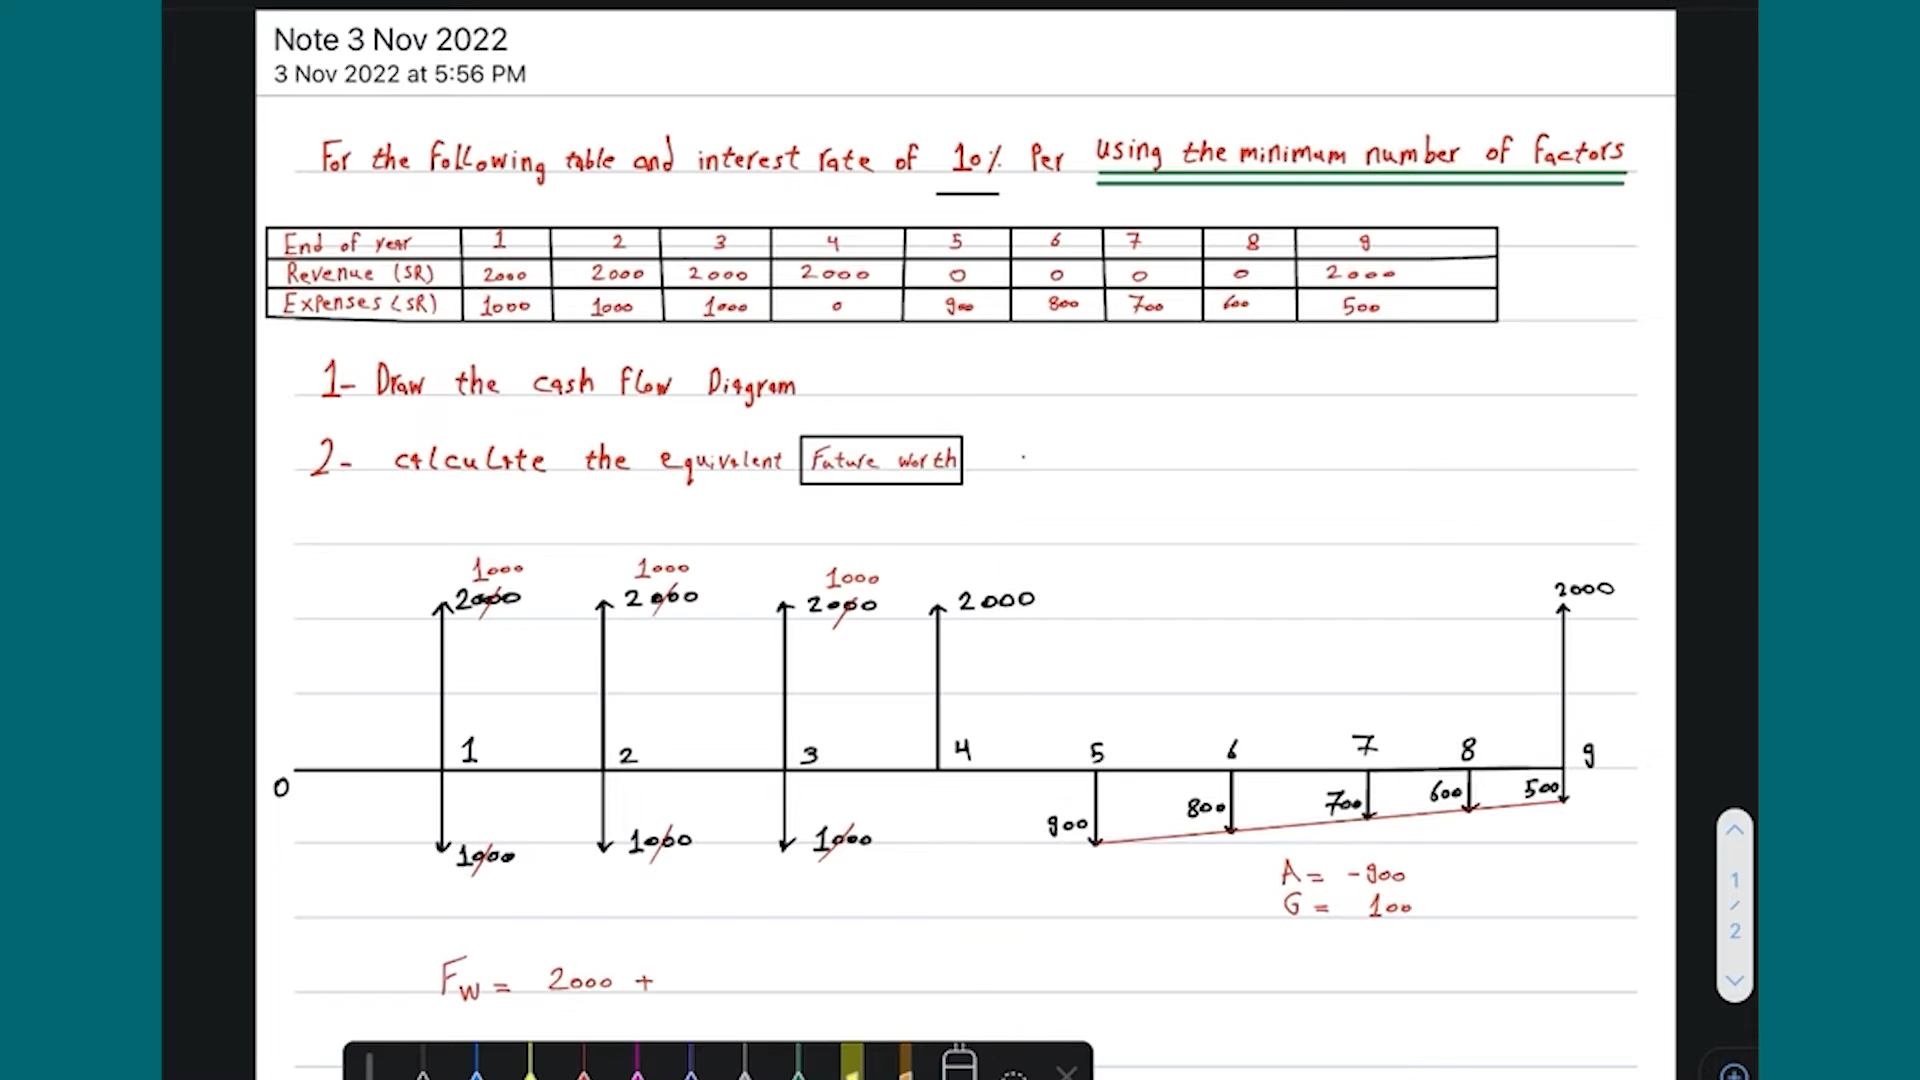 Note 3 Nov 2022
3 Nov 2022 at 5:56 PM
For the Following table and interest rate of 10% Per using the minimum number of factors
End of year 1 2 3 4 5 6 7 8 9
Revenue (SR) 2000 2000 2000 2000 0 0 0 0 2000
Expenses (SR) 1000 1000 1000 0 900 800 700 600 500
1- Draw the cash flow Diagram
2- calculate the equivalent Future worth
1000 1000 1000
2000 2000 2000 2000 2000
0 1 2 3 4 5 6 7 8 9
1000 1000 1000 900 800 700 600 500
A = -900
G = 100
FW = 2000 +
1
/
2